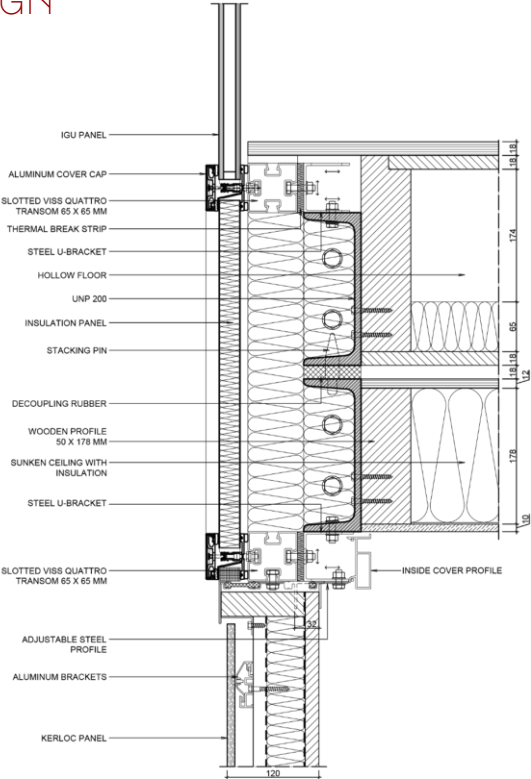 GN
IGU PANEL
ALUMINUM COVER CAP
SLOTTED VISS QUATTRO
TRANSOM 65 X 65 MM
THERMAL BREAK STRIP
STEEL U-BRACKET
HOLLOW FLOOR
UNP 200
INSULATION PANEL
STACKING PIN
DECOUPLING RUBBER
WOODEN PROFILE
50 X 178 MM
SUNKEN CEILING WITH
INSULATION
STEEL U-BRACKET
SLOTTED VISS QUATTRO
TRANSOM 65 X 65 MM
INSIDE COVER PROFILE
ADJUSTABLE STEEL
PROFILE
ALUMINUM BRACKETS
KERLOC PANEL
18
18
174
65
18
18
12
178
10
32
120